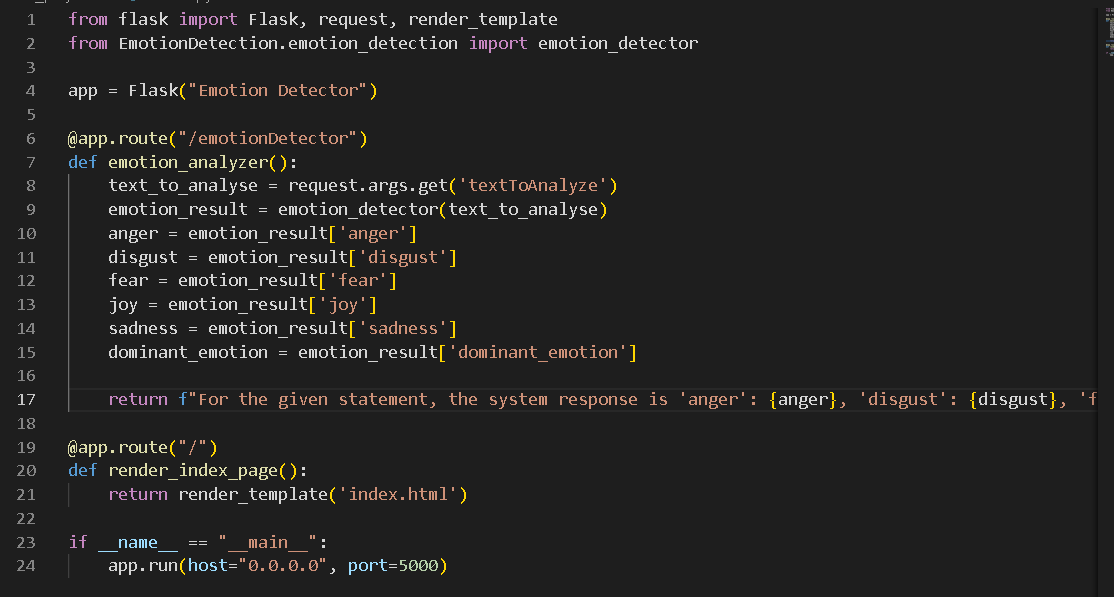 1 from flask import Flask, request, render_template
2 from EmotionDetection.emotion_detection import emotion_detector
3
4 app = Flask("Emotion Detector")
5
6 @app.route("/emotionDetector")
7 def emotion_analyzer():
8     text_to_analyse = request.args.get('textToAnalyze')
9     emotion_result = emotion_detector(text_to_analyse)
10     anger = emotion_result['anger']
11     disgust = emotion_result['disgust']
12     fear = emotion_result['fear']
13     joy = emotion_result['joy']
14     sadness = emotion_result['sadness']
15     dominant_emotion = emotion_result['dominant_emotion']
16
17     return f"For the given statement, the system response is 'anger': {anger}, 'disgust': {disgust}, 'f
18
19 @app.route("/")
20 def render_index_page():
21     return render_template('index.html')
22
23 if __name__ == "__main__":
24     app.run(host="0.0.0.0", port=5000)